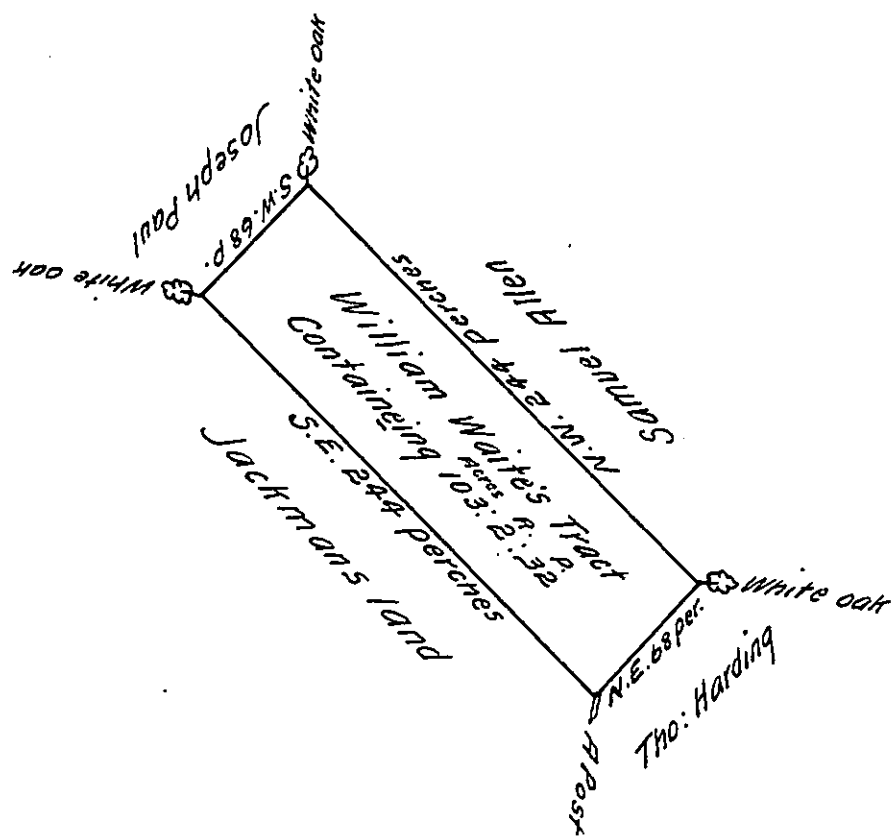 White oak
Joseph Paul
S.W. 68 p.
White oak
Samuel Allen
N.W. 244 perches
William Waite's Tract
Containeing
Acres R. P.
103: 2: 32
S.E. 244 perches
Jackmans land
White oak
N.E. 68 per.
Tho: Harding
A Post